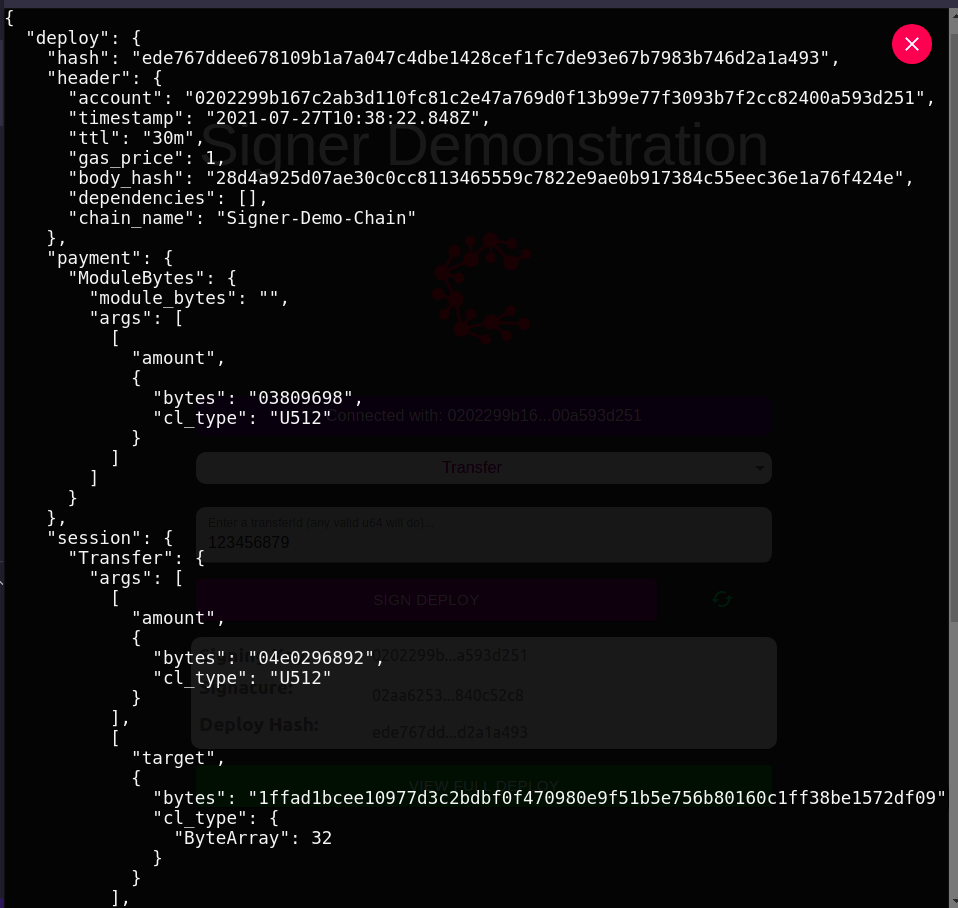 {
  "deploy": {
    "hash": "ede767ddee678109b1a7a047c4dbe1428cef1fc7de93e67b7983b746d2a1a493",
    "header": {
      "account": "0202299b167c2ab3d110fc81c2e47a769d0f13b99e77f3093b7f2cc82400a593d251",
      "timestamp": "2021-07-27T10:38:22.848Z",
      "ttl": "30m",
      "gas_price": 1,
      "body_hash": "28d4a925d07ae30c0cc8113465559c7822e9ae0b917384c55eec36e1a76f424e",
      "dependencies": [],
      "chain_name": "Signer-Demo-Chain"
    },
    "payment": {
      "ModuleBytes": {
        "module_bytes": "",
        "args": [
          [
            "amount",
            {
              "bytes": "03809698",
              "cl_type": "U512"
            }
          ]
        ]
      }
    },
    "session": {
      "Transfer": {
        "args": [
          [
            "amount",
            {
              "bytes": "04e0296892",
              "cl_type": "U512"
            }
          ],
          [
            "target",
            {
              "bytes": "1ffad1bcee10977d3c2bdbf0f470980e9f51b5e756b80160c1ff38be1572df09"
              "cl_type": {
                "ByteArray": 32
              }
            }
          ],
Signer Demonstration
Connected with: 0202299b16...00a593d251
Transfer
Enter a transferId (any valid u64 will do)...
123456879
SIGN DEPLOY
0202299b...a593d251
Signature: 02aa6253...840c52c8
Deploy Hash: ede767dd...d2a1a493
VIEW FULL DEPLOY